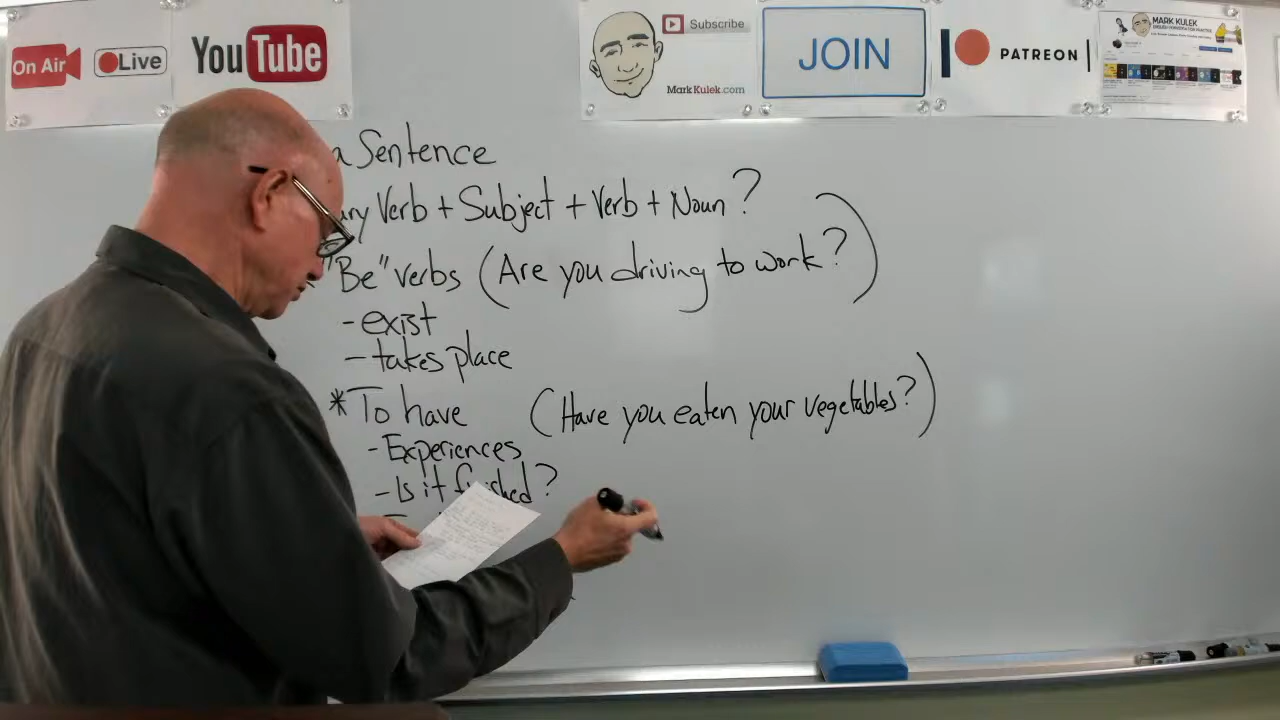 On Air
Live
YouTube
Subscribe
MarkKulek.com
JOIN
PATREON
MARK KULEK
a Sentence
ary Verb + Subject + Verb + Noun?
"Be" verbs (Are you driving to work?)
- exist
- takes place
*To have (Have you eaten your vegetables?)
- Experiences
- Is it finished?